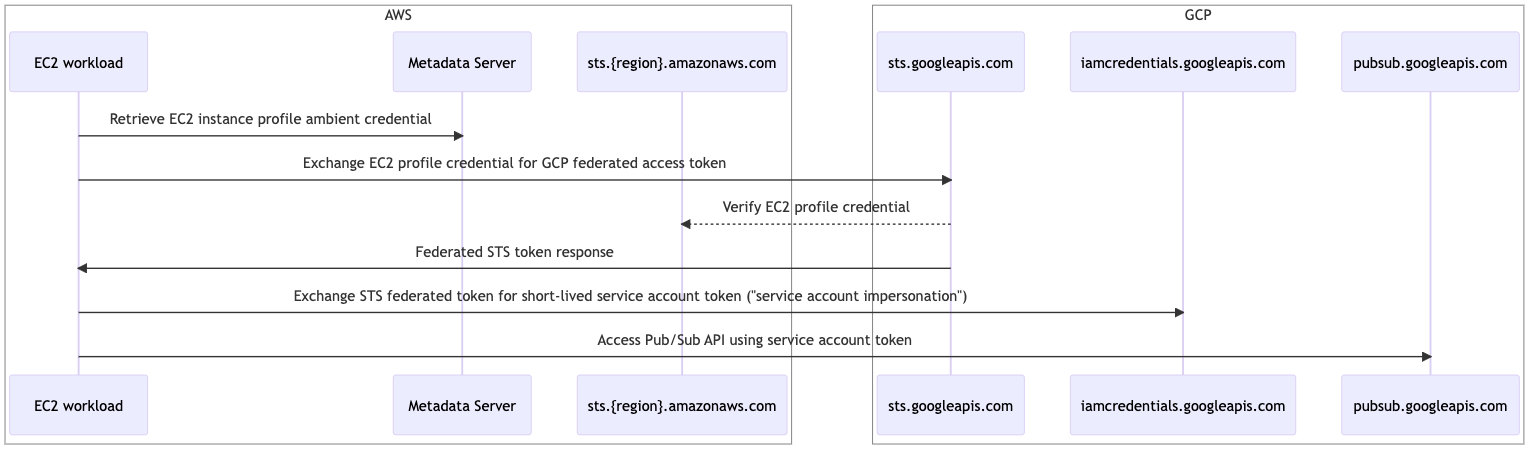 AWS
GCP
EC2 workload
Metadata Server
sts.{region}.amazonaws.com
sts.googleapis.com
iamcredentials.googleapis.com
pubsub.googleapis.com
Retrieve EC2 instance profile ambient credential
Exchange EC2 profile credential for GCP federated access token
Verify EC2 profile credential
Federated STS token response
Exchange STS federated token for short-lived service account token ("service account impersonation")
Access Pub/Sub API using service account token
EC2 workload
Metadata Server
sts.{region}.amazonaws.com
sts.googleapis.com
iamcredentials.googleapis.com
pubsub.googleapis.com